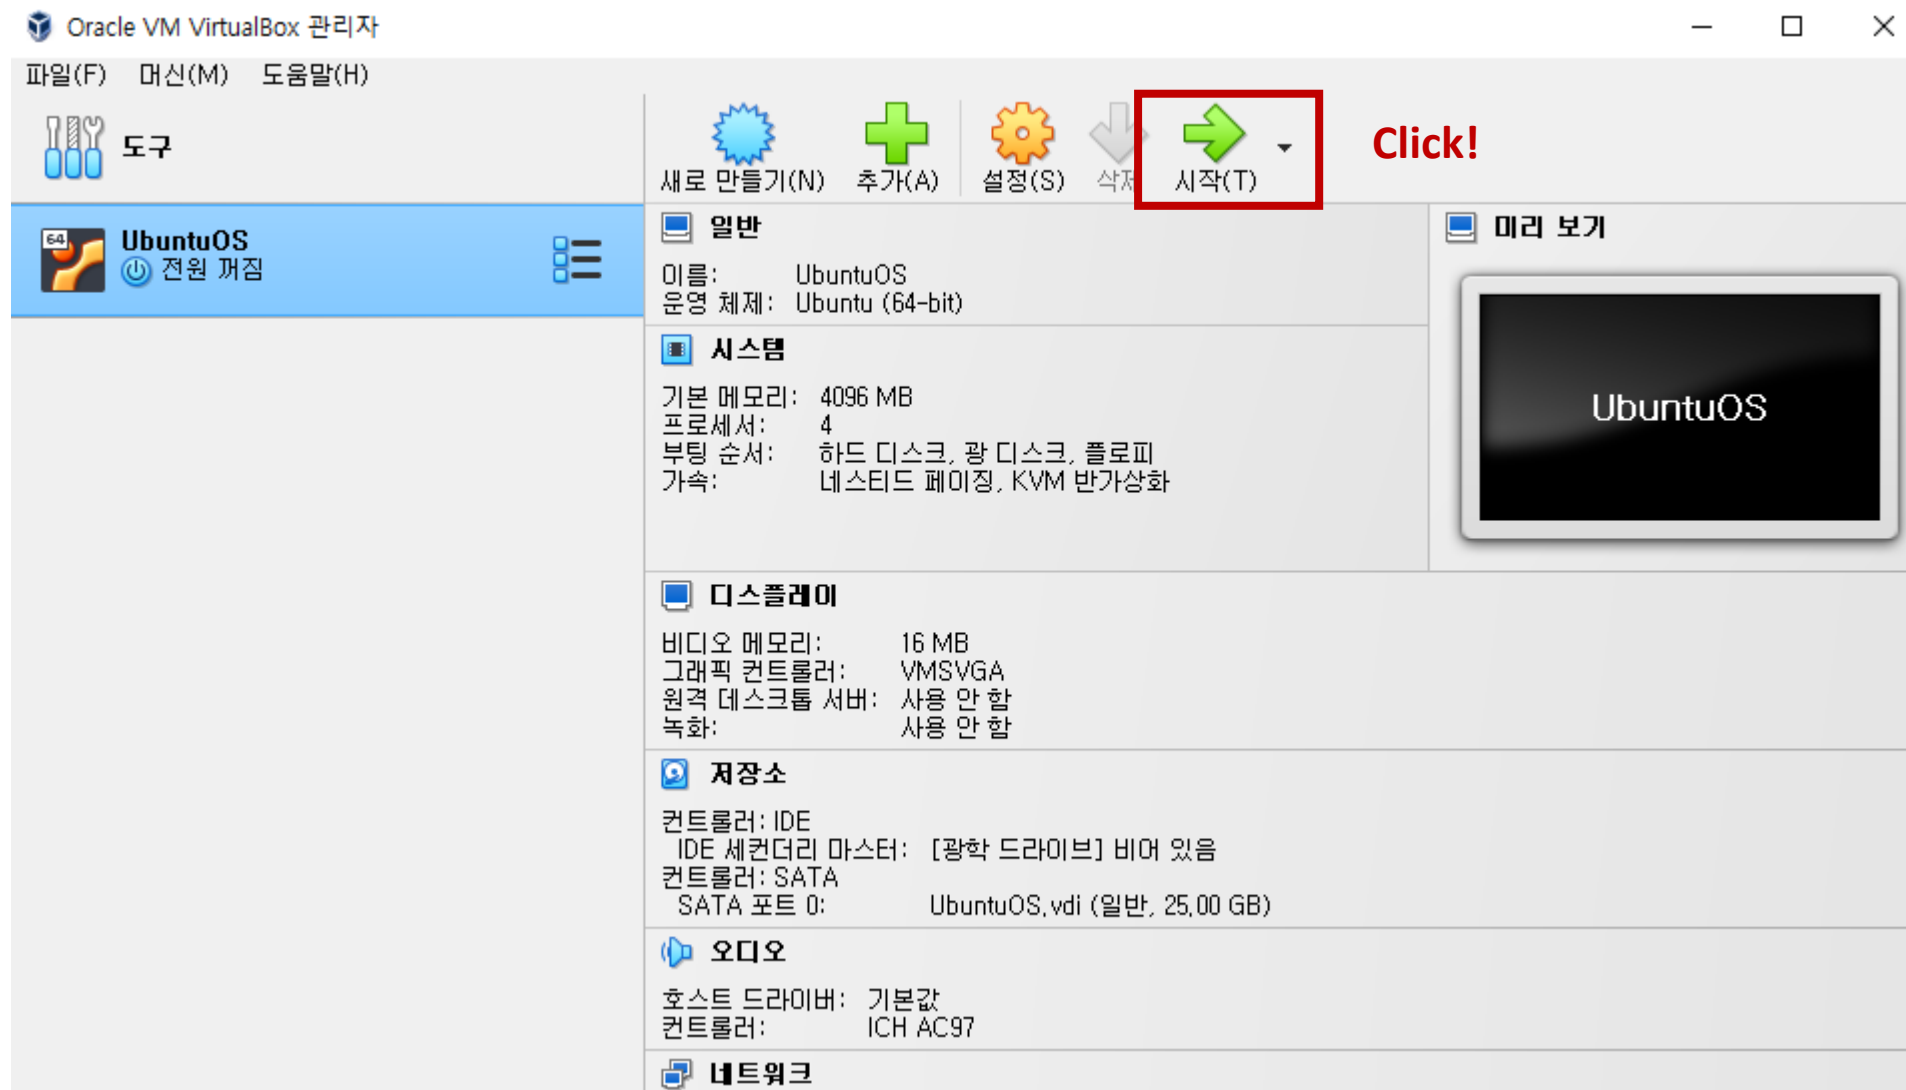 Oracle VM VirtualBox 관리자
파일(F) 머신(M) 도움말(H)
도구
새로 만들기(N) 추가(A) 설정(S) 삭제 시작(T)
Click!
64
UbuntuOS
전원 꺼짐
일반
이름: UbuntuOS
운영 체제: Ubuntu (64-bit)
미리 보기
UbuntuOS
시스템
기본 메모리: 4096 MB
프로세서: 4
부팅 순서: 하드 디스크, 광 디스크, 플로피
가속: 네스티드 페이징, KVM 반가상화
디스플레이
비디오 메모리: 16 MB
그래픽 컨트롤러: VMSVGA
원격 데스크톱 서버: 사용 안 함
녹화: 사용 안 함
저장소
컨트롤러: IDE
IDE 세컨더리 마스터: [광학 드라이브] 비어 있음
컨트롤러: SATA
SATA 포트 0: UbuntuOS.vdi (일반, 25.00 GB)
오디오
호스트 드라이버: 기본값
컨트롤러: ICH AC97
네트워크